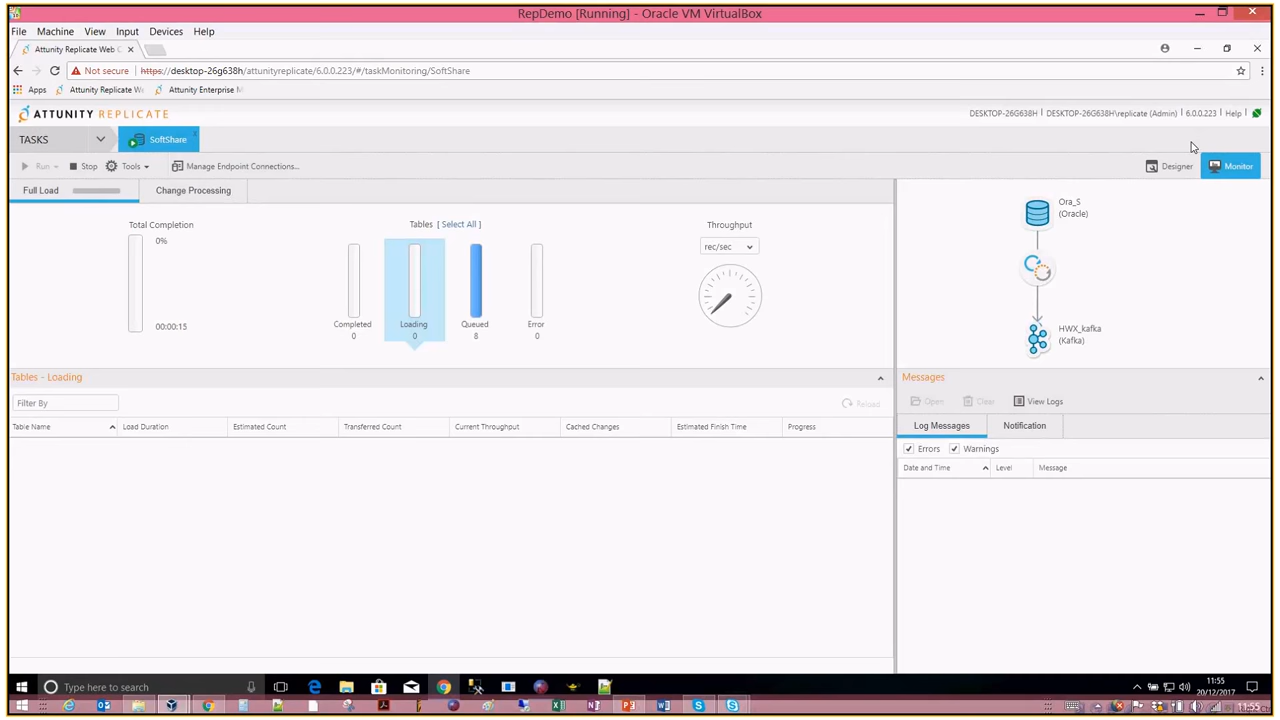 RepDemo [Running] - Oracle VM VirtualBox
File Machine View Input Devices Help
Attunity Replicate Web C
Not secure https://desktop-26g638h/attunityreplicate/6.0.0.223/#/taskMonitoring/SoftShare
Apps Attunity Replicate We Attunity Enterprise M
ATTUNITY REPLICATE
DESKTOP-26G638H | DESKTOP-26G638H\replicate (Admin) | 6.0.0.223 | Help
TASKS SoftShare
Run Stop Tools Manage Endpoint Connections... Designer Monitor
Full Load Change Processing
Total Completion
0%
00:00:15
Tables [ Select All ]
Completed Loading Queued Error
0 0 8 0
Throughput
rec/sec
Ora_S
(Oracle)
HWX_kafka
(Kafka)
Tables - Loading
Filter By
Reload
Table Name Load Duration Estimated Count Transferred Count Current Throughput Cached Changes Estimated Finish Time Progress
Messages
Open Clear View Logs
Log Messages Notification
Errors Warnings
Date and Time Level Message
Type here to search
11:55
20/12/2017
11:55